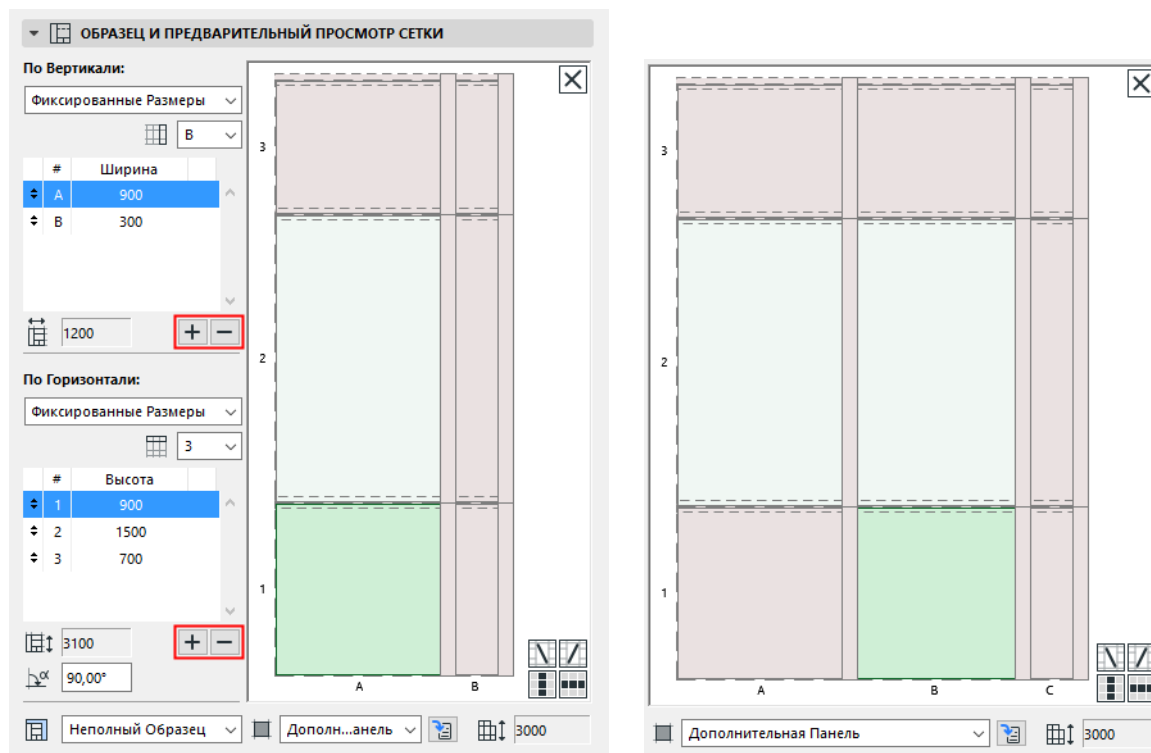 ОБРАЗЕЦ И ПРЕДВАРИТЕЛЬНЫЙ ПРОСМОТР СЕТКИ
По Вертикали:
Фиксированные Размеры
B
# Ширина
A 900
B 300
1200
По Горизонтали:
Фиксированные Размеры
3
# Высота
1 900
2 1500
3 700
3100
α 90,00°
Неполный Образец
3
2
1
A B
Дополн...анель
3000
3
2
1
A B C
Дополнительная Панель
3000